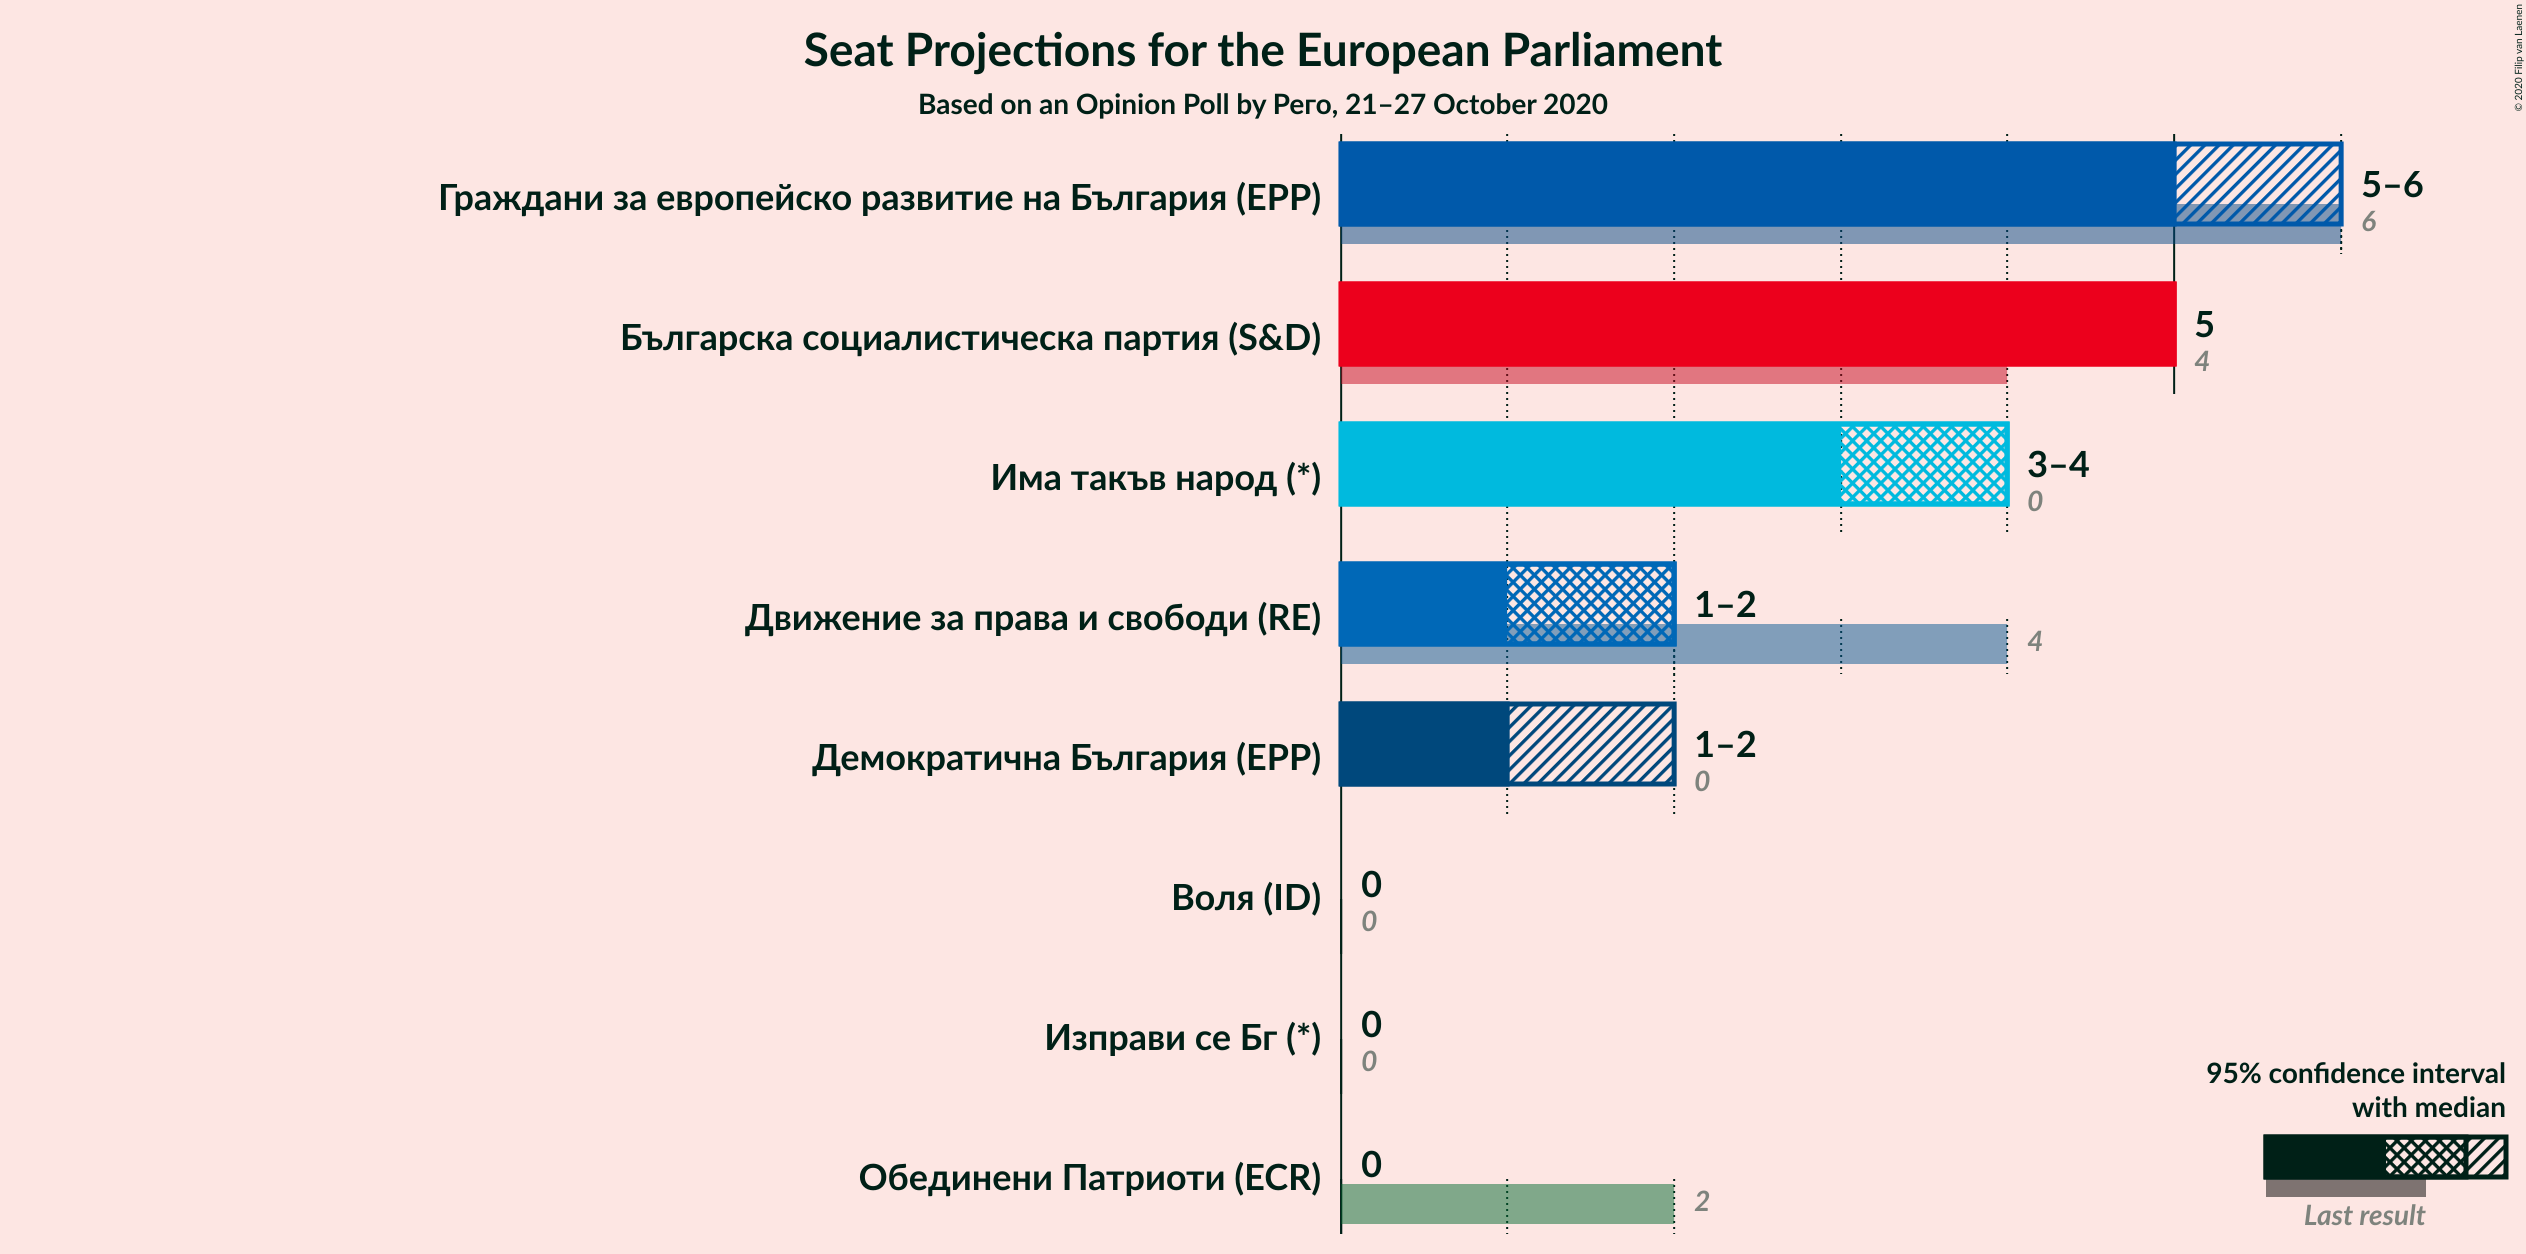 Seat Projections for the European Parliament
Based on an Opinion Poll by Рего, 21–27 October 2020
© 2020 Filip van Laenen
Граждани за европейско развитие на България (EPP)
5–6
6
Българска социалистическа партия (S&D)
5
4
Има такъв народ (*)
3–4
0
Движение за права и свободи (RE)
1–2
4
Демократична България (EPP)
1–2
0
Воля (ID)
0
0
Изправи се Бг (*)
0
0
Обединени Патриоти (ECR)
0
2
95% confidence interval
with median
Last result